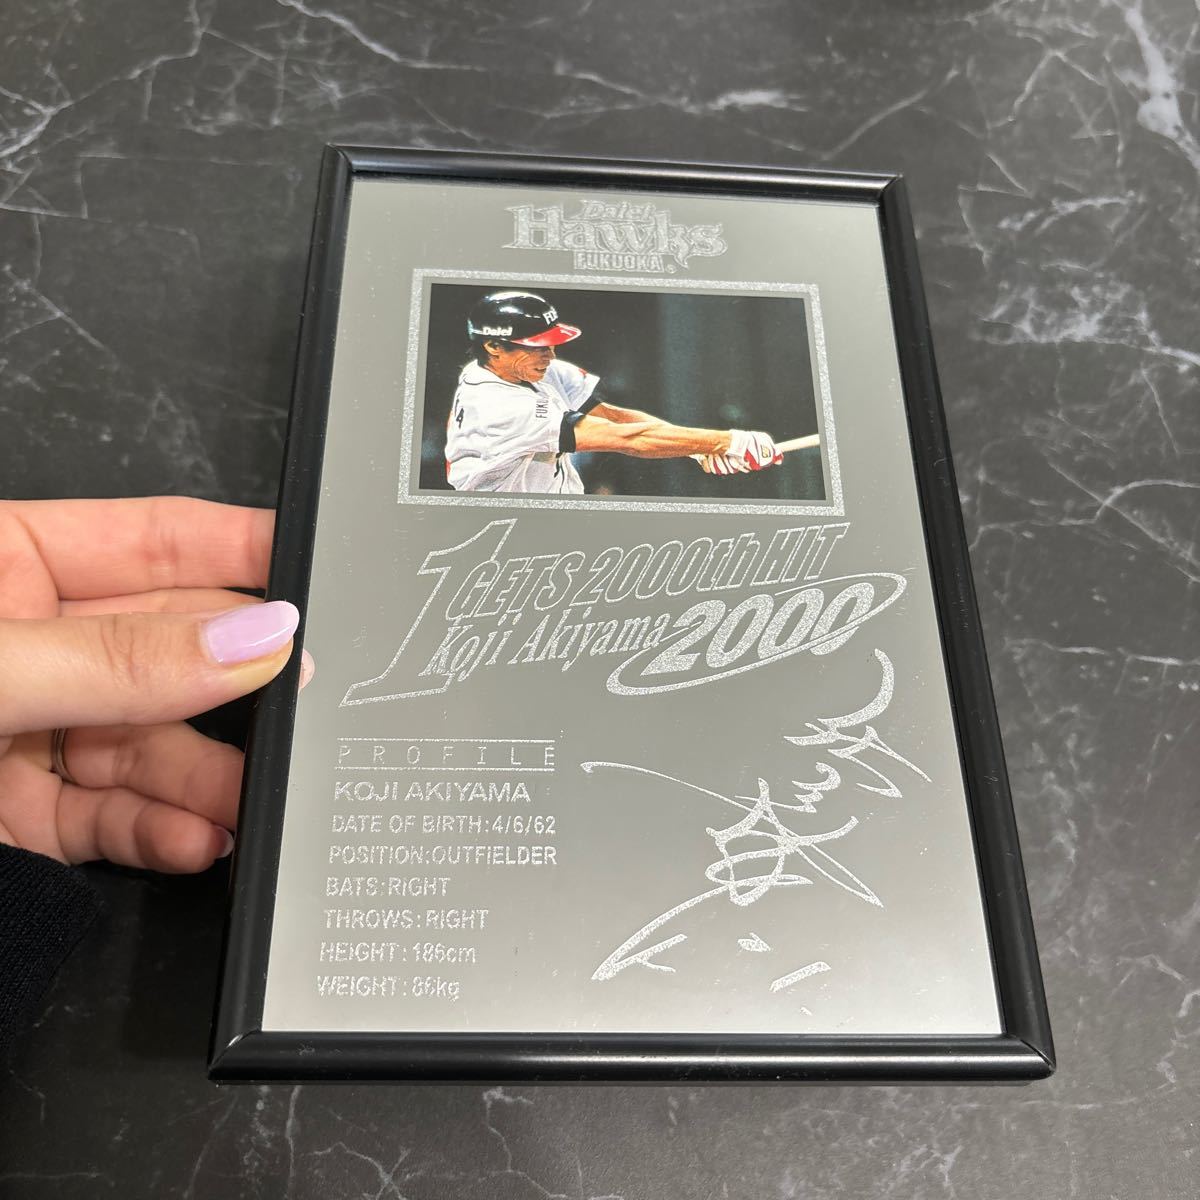 Daiei
Hawks
FUKUOKA
Daiei
1
GETS 2000th HIT
Koji Akiyama 2000
PROFILE
KOJI AKIYAMA
DATE OF BIRTH:4/6/62
POSITION:OUTFIELDER
BATS:RIGHT
THROWS:RIGHT
HEIGHT:186cm
WEIGHT:86kg